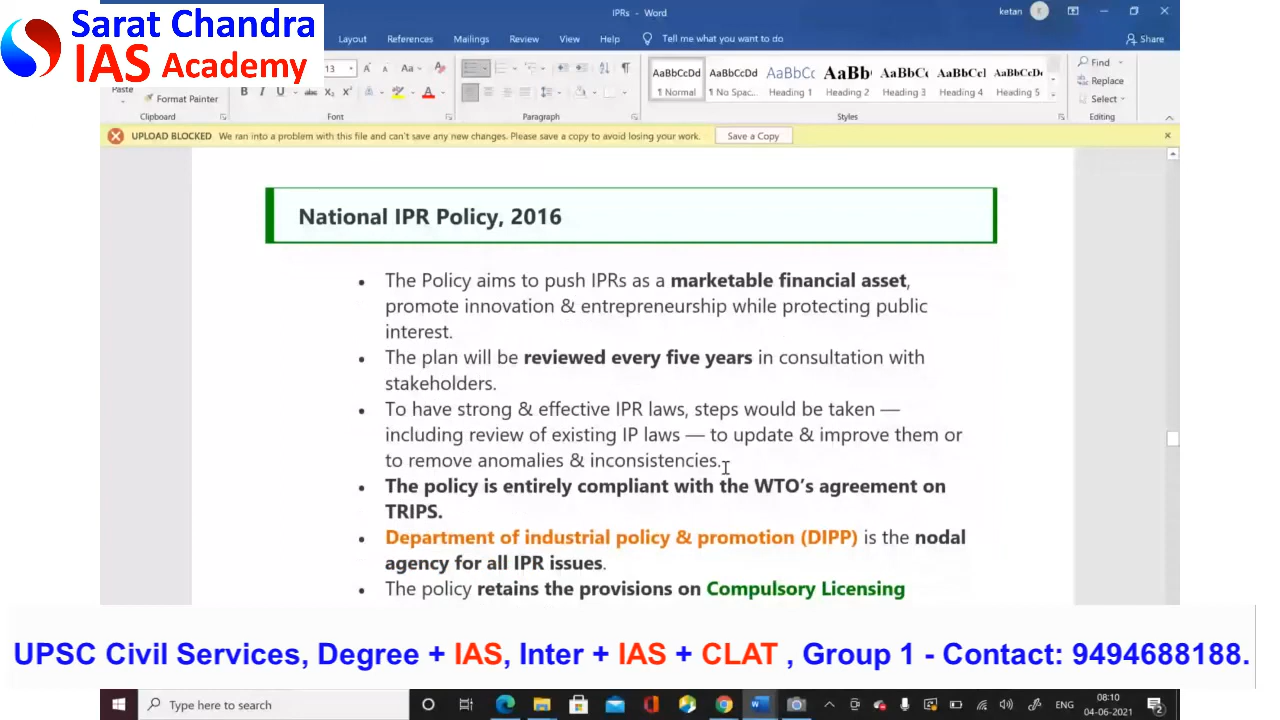 Sarat Chandra
IAS Academy
IPRs - Word
ketan
Layout References Mailings Review View Help Tell me what you want to do Share
13 A A Aa
AaBbCcDd AaBbCcDd AaBbCc AaBb AaBbCc AaBbCcI AaBbCcDc
¶ Normal ¶ No Spac... Heading 1 Heading 2 Heading 3 Heading 4 Heading 5
Find
Replace
Select
Paste
Format Painter
B I U abc X₂ X²
Clipboard Font Paragraph Styles Editing
UPLOAD BLOCKED We ran into a problem with this file and can't save any new changes. Please save a copy to avoid losing your work. Save a Copy
National IPR Policy, 2016
• The Policy aims to push IPRs as a marketable financial asset,
promote innovation & entrepreneurship while protecting public
interest.
• The plan will be reviewed every five years in consultation with
stakeholders.
• To have strong & effective IPR laws, steps would be taken —
including review of existing IP laws — to update & improve them or
to remove anomalies & inconsistencies.
• The policy is entirely compliant with the WTO's agreement on
TRIPS.
• Department of industrial policy & promotion (DIPP) is the nodal
agency for all IPR issues.
• The policy retains the provisions on Compulsory Licensing
UPSC Civil Services, Degree + IAS, Inter + IAS + CLAT , Group 1 - Contact: 9494688188.
Type here to search
ENG
08:10
04-06-2021
2